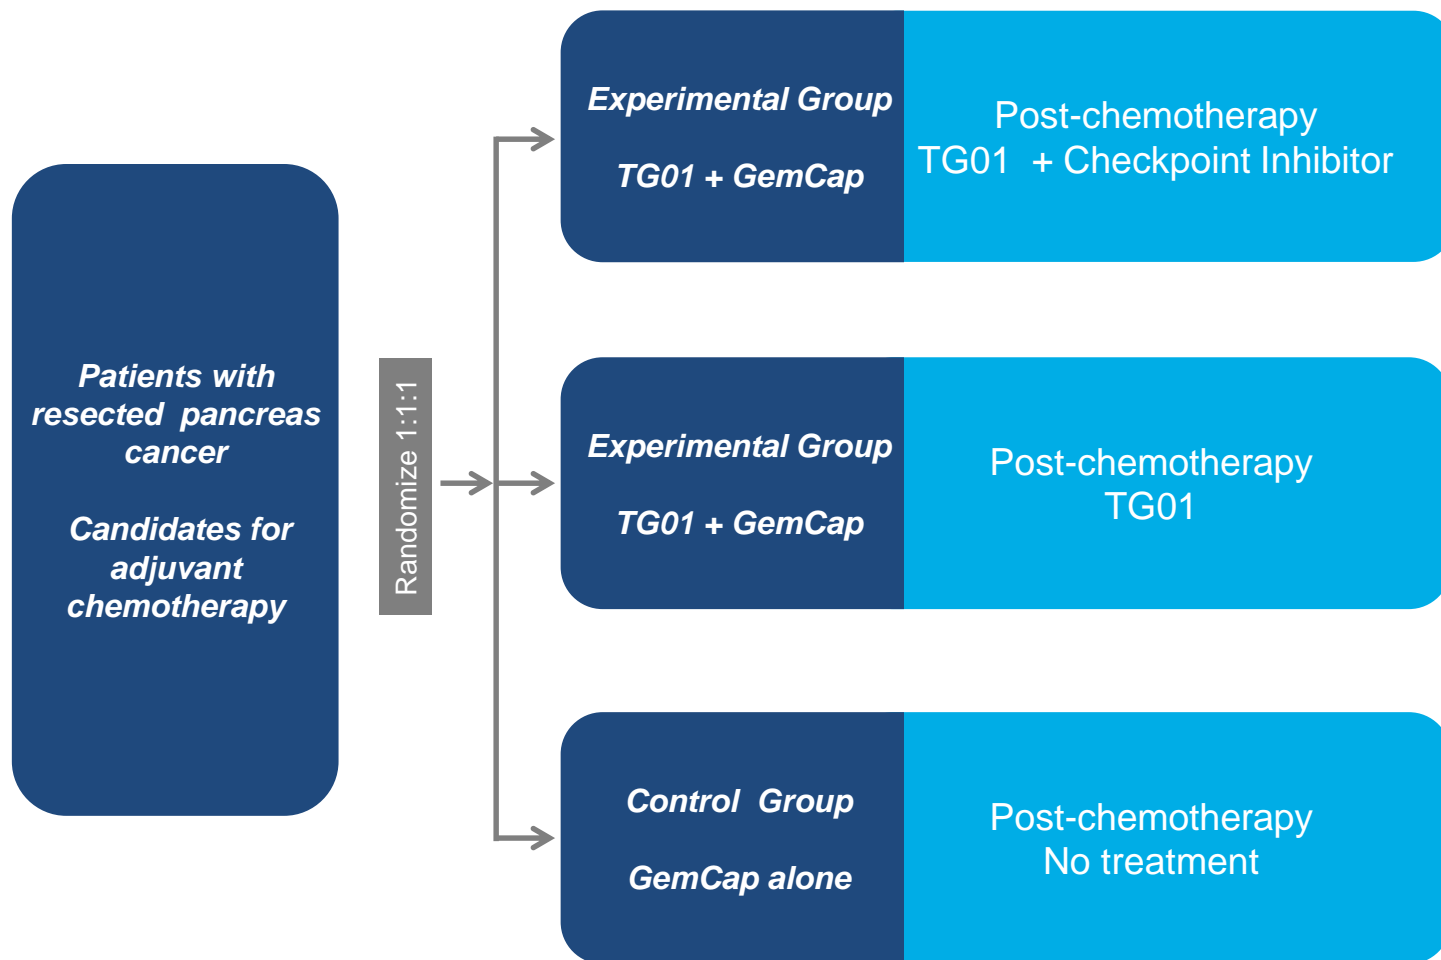 Patients with
resected pancreas
cancer
Candidates for
adjuvant
chemotherapy
Randomize 1:1:1
Experimental Group
TG01 + GemCap
Post-chemotherapy
TG01 + Checkpoint Inhibitor
Experimental Group
TG01 + GemCap
Post-chemotherapy
TG01
Control Group
GemCap alone
Post-chemotherapy
No treatment